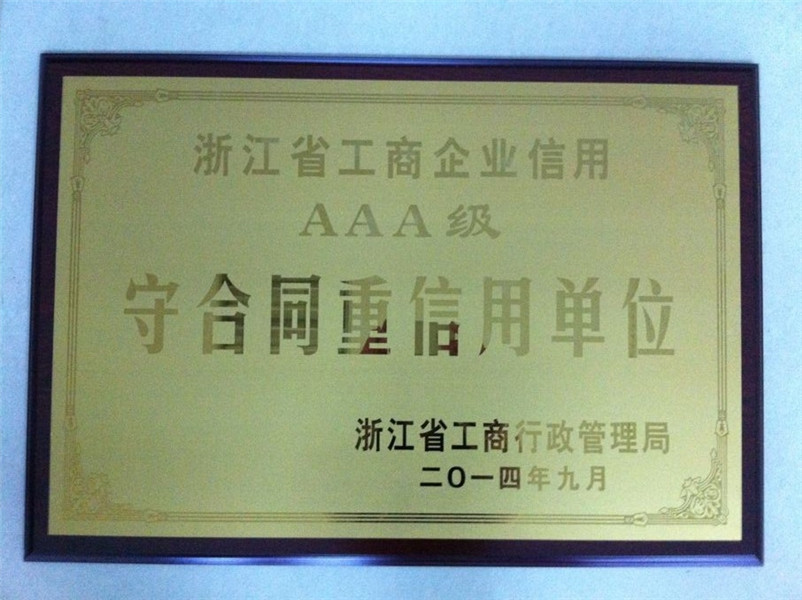 浙江省工商企业信用
AAA级
守合同重信用单位
浙江省工商行政管理局
二〇一四年九月